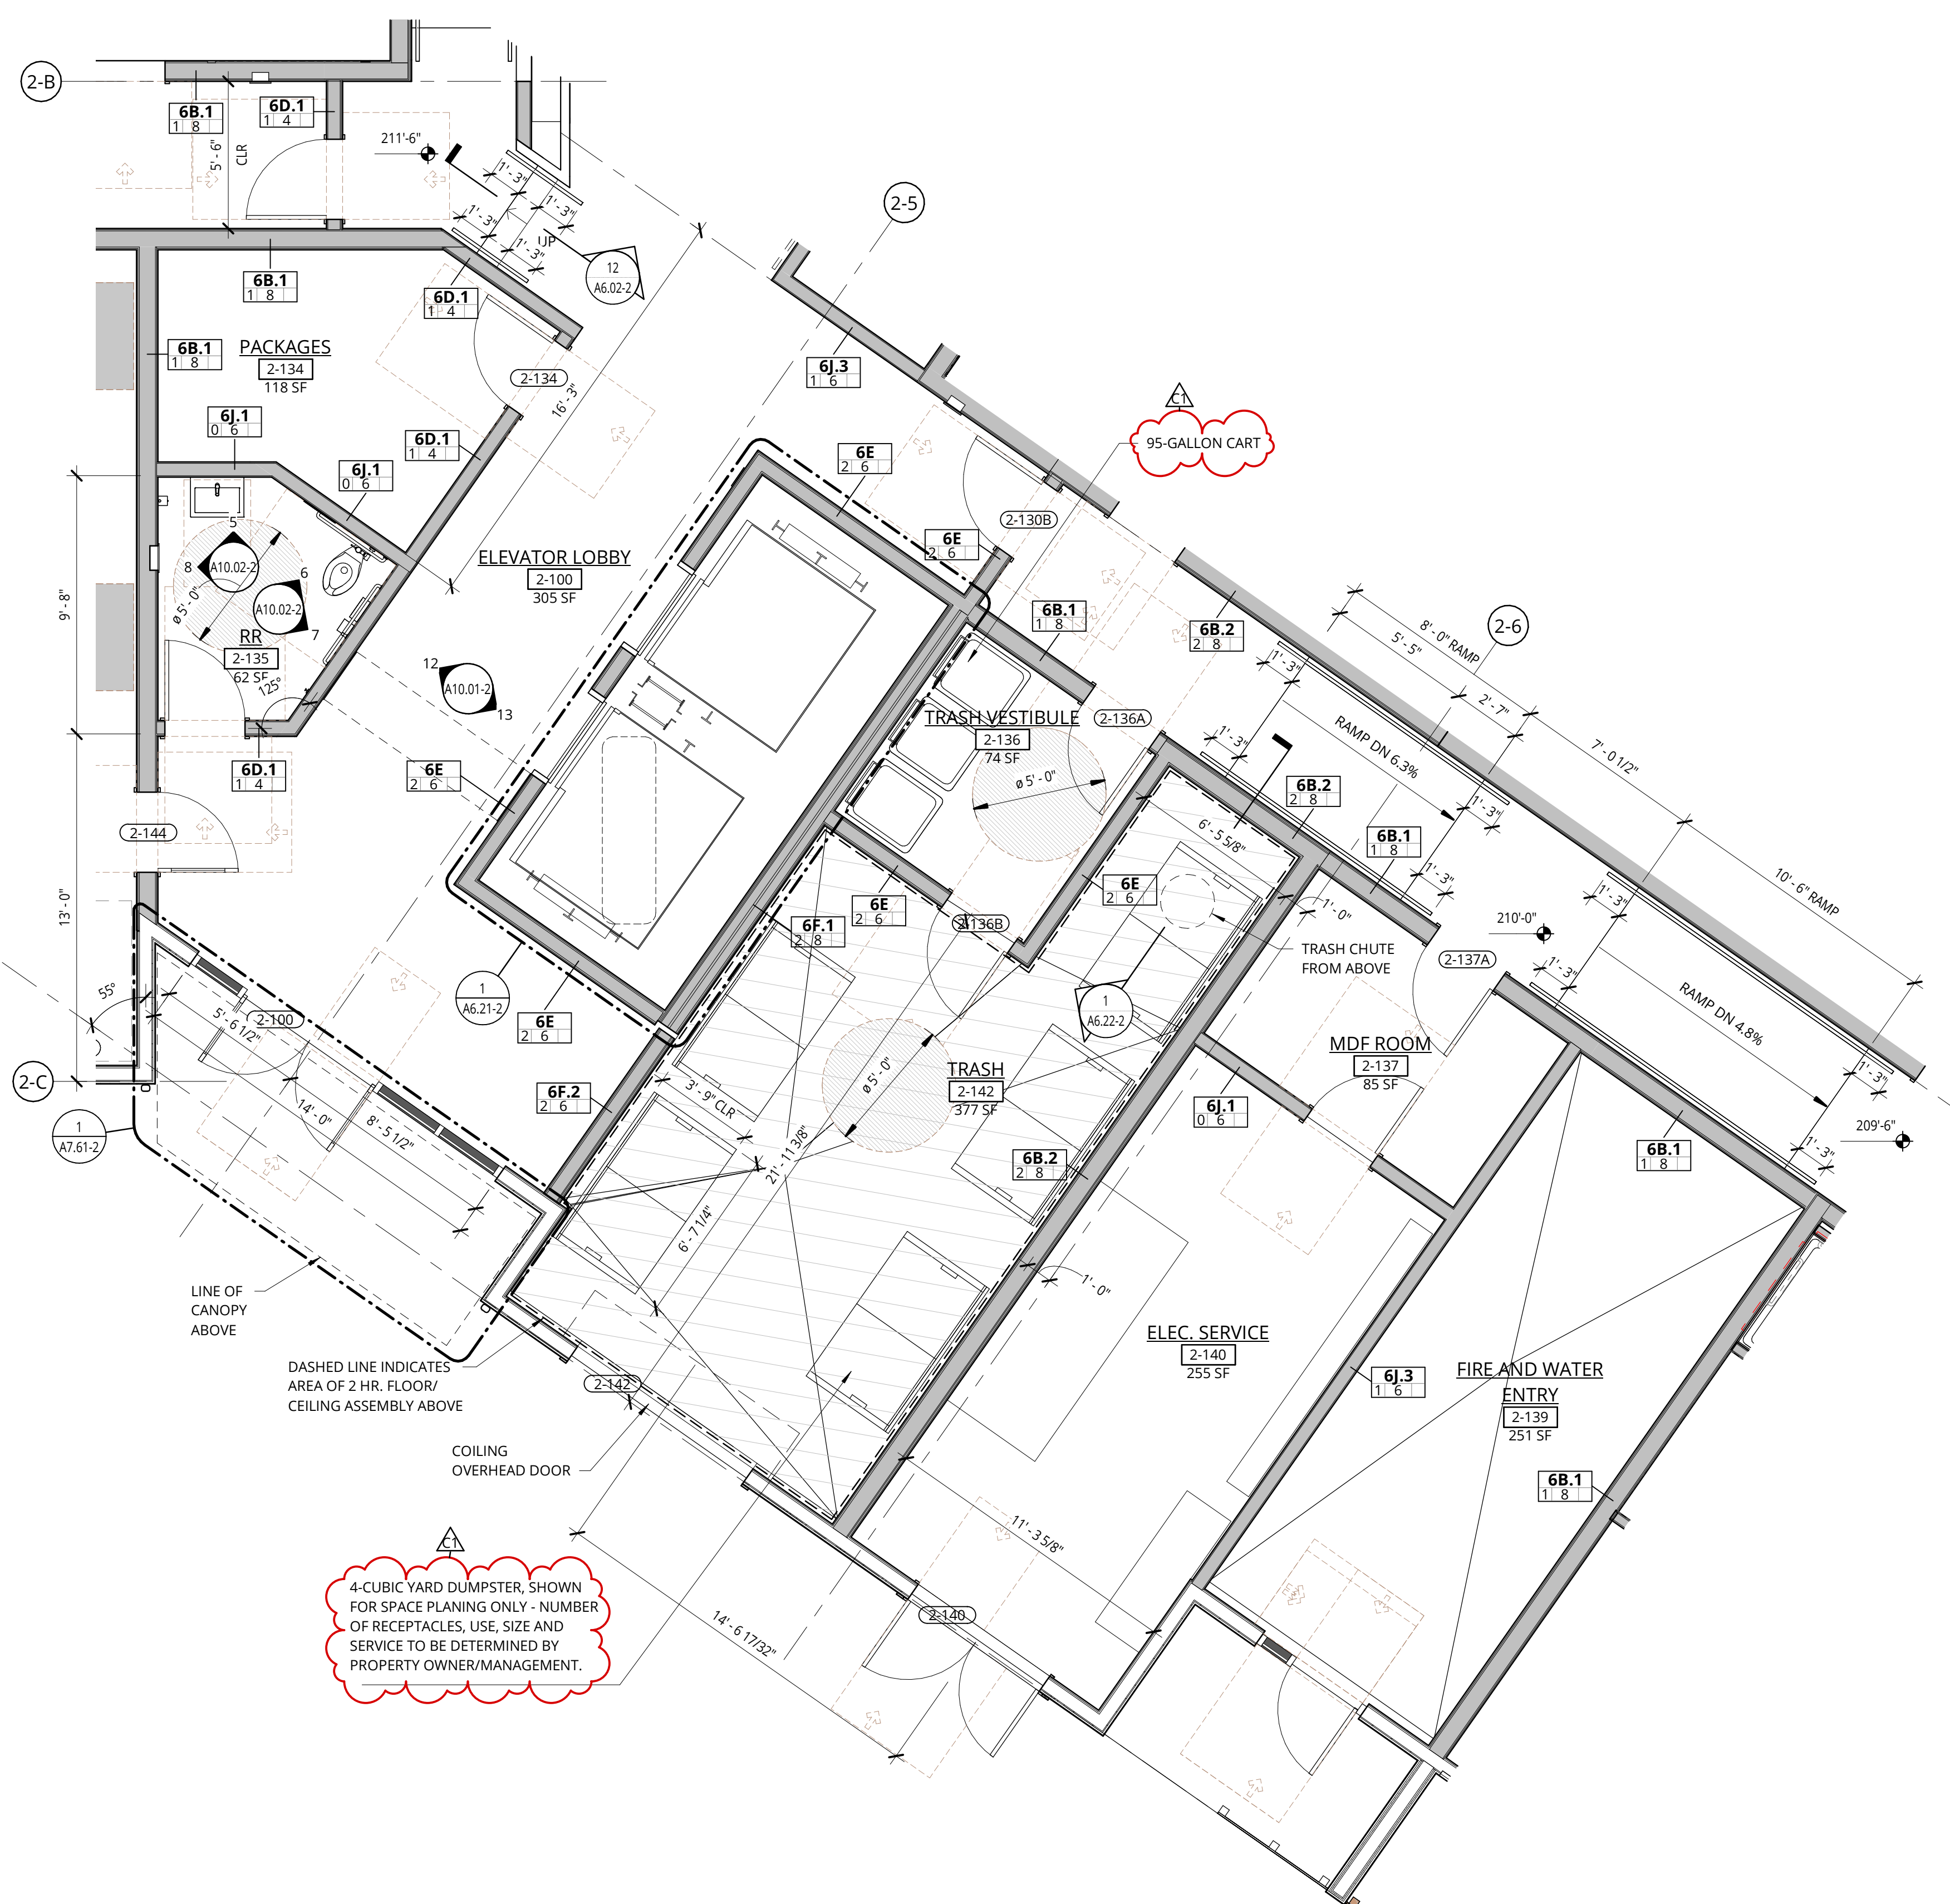 2-B
6B.1
1 8
6D.1
1 4
5' - 6"
CLR
211'-6"
1'- 3"
1'- 3"
1'- 3"
1'- 3"
UP
12
A6.02-2
2-5
6B.1
1 8
6D.1
1 4
6B.1
1 8
PACKAGES
2-134
118 SF
2-134
16' - 3"
6J.3
1 6
C1
95-GALLON CART
6J.1
0 6
6D.1
1 4
6J.1
0 6
6E
2 6
6E
2 6
2-130B
5
8
A10.02-2
6
A10.02-2
7
ø 5' - 0"
RR
2-135
62 SF
125°
9' - 8"
ELEVATOR LOBBY
2-100
305 SF
12
A10.01-2
13
6B.1
1 8
6B.2
2 8
2-6
8' - 0" RAMP
5' - 5"
2' - 7"
1'- 3"
1'- 3"
RAMP DN 6.3%
7' - 0 1/2"
1'- 3"
1'- 3"
TRASH VESTIBULE
2-136
74 SF
2-136A
ø 5' - 0"
6D.1
1 4
6E
2 6
2-144
13' - 0"
6B.2
2 8
6B.1
1 8
6' - 5 5/8"
6E
2 6
6E
2 6
6F.1
2 8
2-136B
1' - 0"
TRASH CHUTE
FROM ABOVE
10' - 6" RAMP
1'- 3"
1'- 3"
210'-0"
2-137A
RAMP DN 4.8%
1'- 3"
1'- 3"
209'-6"
55°
5' - 6 1/2"
2-100
1
A6.21-2
6E
2 6
1
A6.22-2
MDF ROOM
2-137
85 SF
2-C
1
A7.61-2
14' - 0"
8' - 5 1/2"
6F.2
2 6
3' - 9" CLR
ø 5' - 0"
TRASH
2-142
377 SF
6J.1
0 6
6B.2
2 8
6B.1
1 8
21' - 11 3/8"
6' - 7 1/4"
1' - 0"
LINE OF
CANOPY
ABOVE
DASHED LINE INDICATES
AREA OF 2 HR. FLOOR/
CEILING ASSEMBLY ABOVE
2-142
COILING
OVERHEAD DOOR
ELEC. SERVICE
2-140
255 SF
6J.3
1 6
FIRE AND WATER
ENTRY
2-139
251 SF
6B.1
1 8
11' - 3 5/8"
C1
4-CUBIC YARD DUMPSTER, SHOWN
FOR SPACE PLANING ONLY - NUMBER
OF RECEPTACLES, USE, SIZE AND
SERVICE TO BE DETERMINED BY
PROPERTY OWNER/MANAGEMENT.
14' - 6 17/32"
2-140